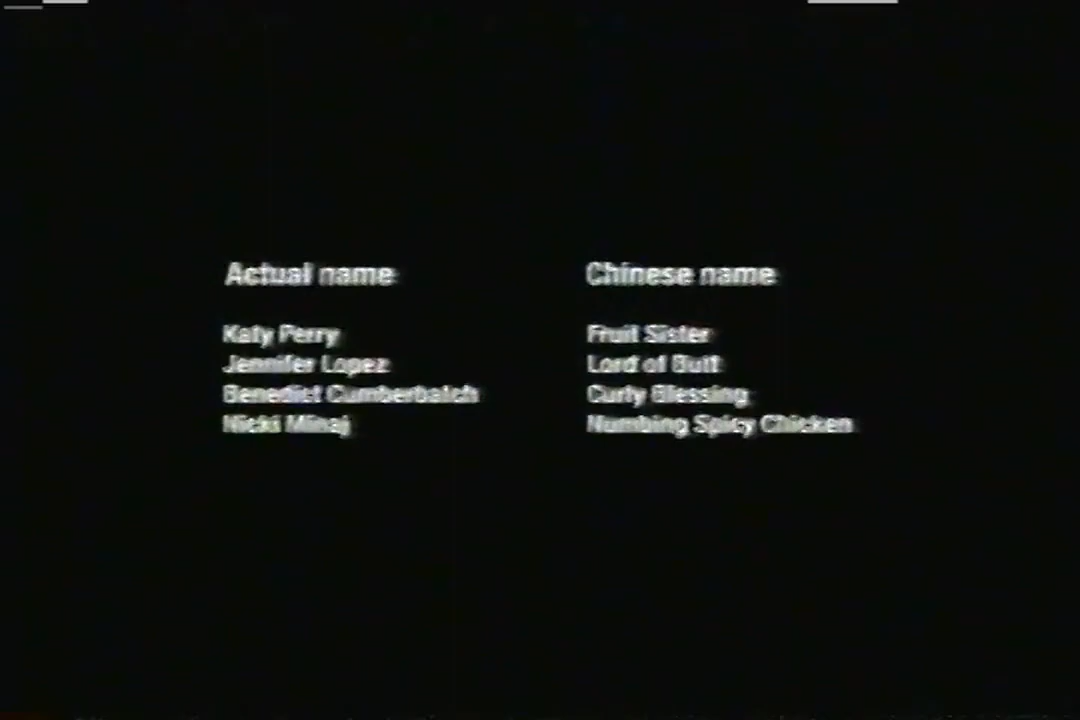 Actual name Chinese name
Katy Perry Fruit Sister
Jennifer Lopez Lord of Butt
Benedict Cumberbatch Curly Blessing
Nicki Minaj Numbing Spicy Chicken